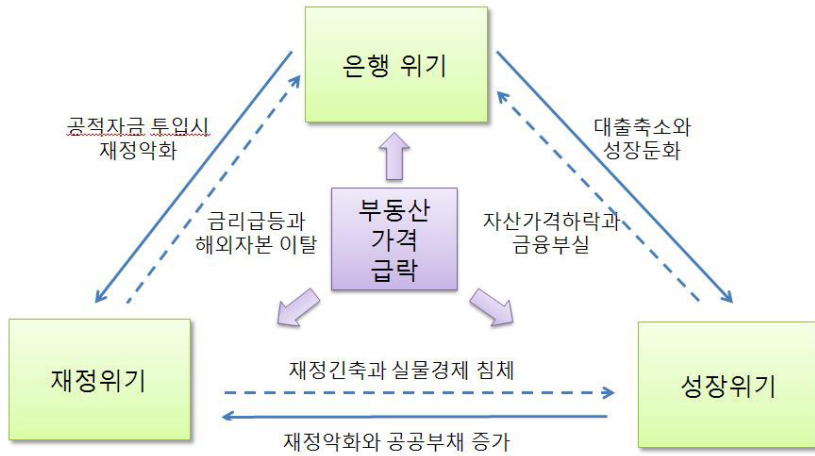 은행 위기
공적자금 투입시
재정악화
대출축소와
성장둔화
금리급등과
해외자본 이탈
부동산
가격
급락
자산가격하락과
금융부실
재정위기
재정긴축과 실물경제 침체
성장위기
재정악화와 공공부채 증가